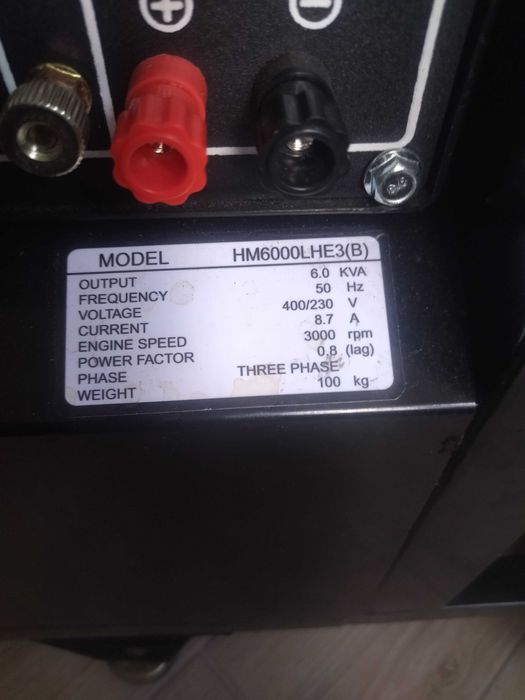 + −
MODEL HM6000LHE3(B)
OUTPUT 6.0 KVA
FREQUENCY 50 Hz
VOLTAGE 400/230 V
CURRENT 8.7 A
ENGINE SPEED 3000 rpm
POWER FACTOR 0.8 (lag)
PHASE THREE PHASE
WEIGHT 100 kg